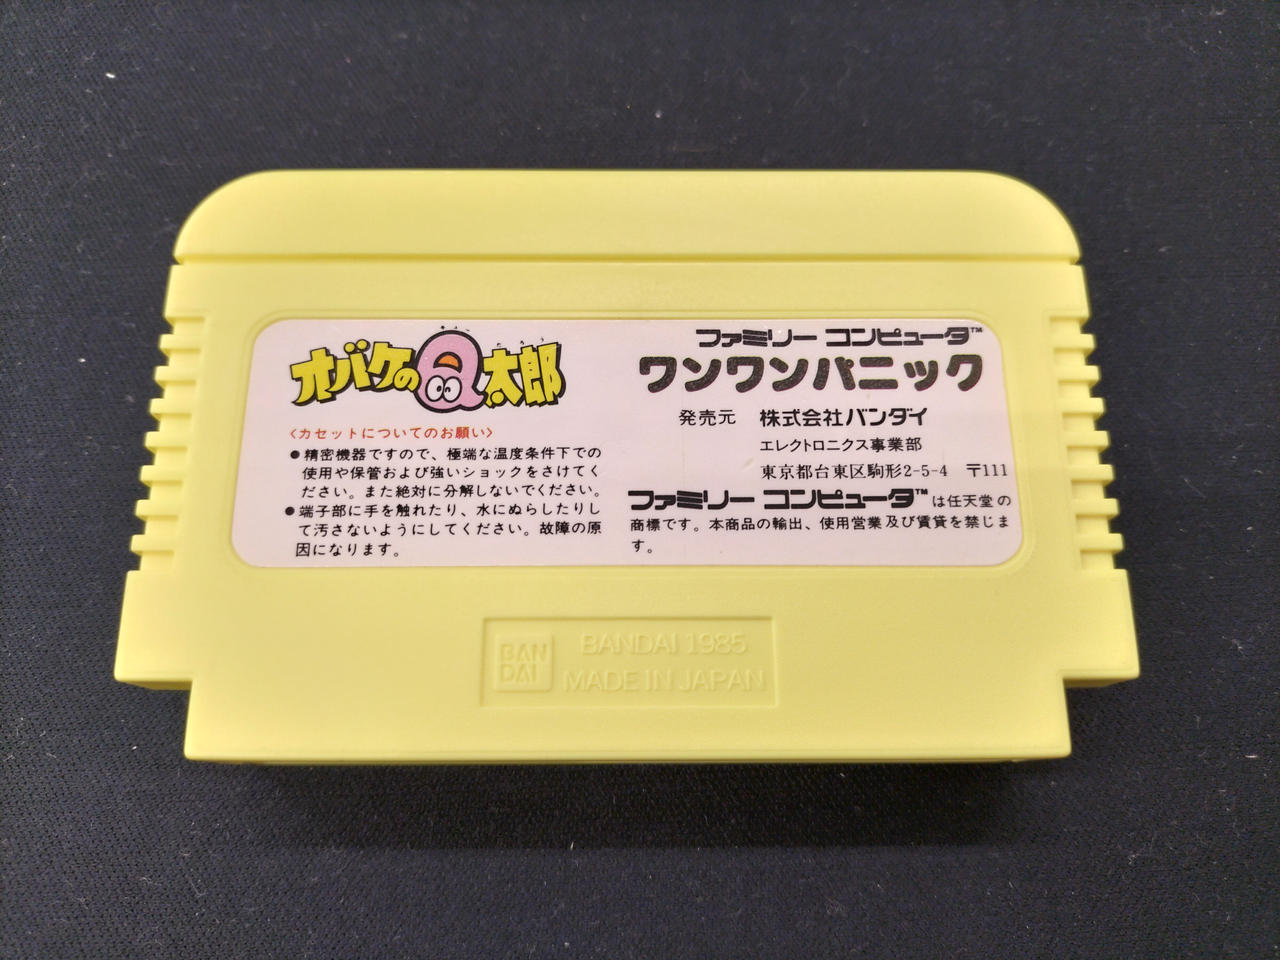 オバケのQ太郎
きゅー
たろう
<カセットについてのお願い>
●精密機器ですので、極端な温度条件下での
使用や保管および強いショックをさけてく
ださい。また絶対に分解しないでください。
●端子部に手を触れたり、水にぬらしたりし
て汚さないようにしてください。故障の原
因になります。
ファミリー コンピュータ™
ワンワンパニック
発売元 株式会社バンダイ
エレクトロニクス事業部
東京都台東区駒形2-5-4 〒111
ファミリー コンピュータ™は任天堂の
商標です。本商品の輸出、使用営業及び賃貸を禁じま
す。
BAN
DAI
BANDAI 1985
MADE IN JAPAN